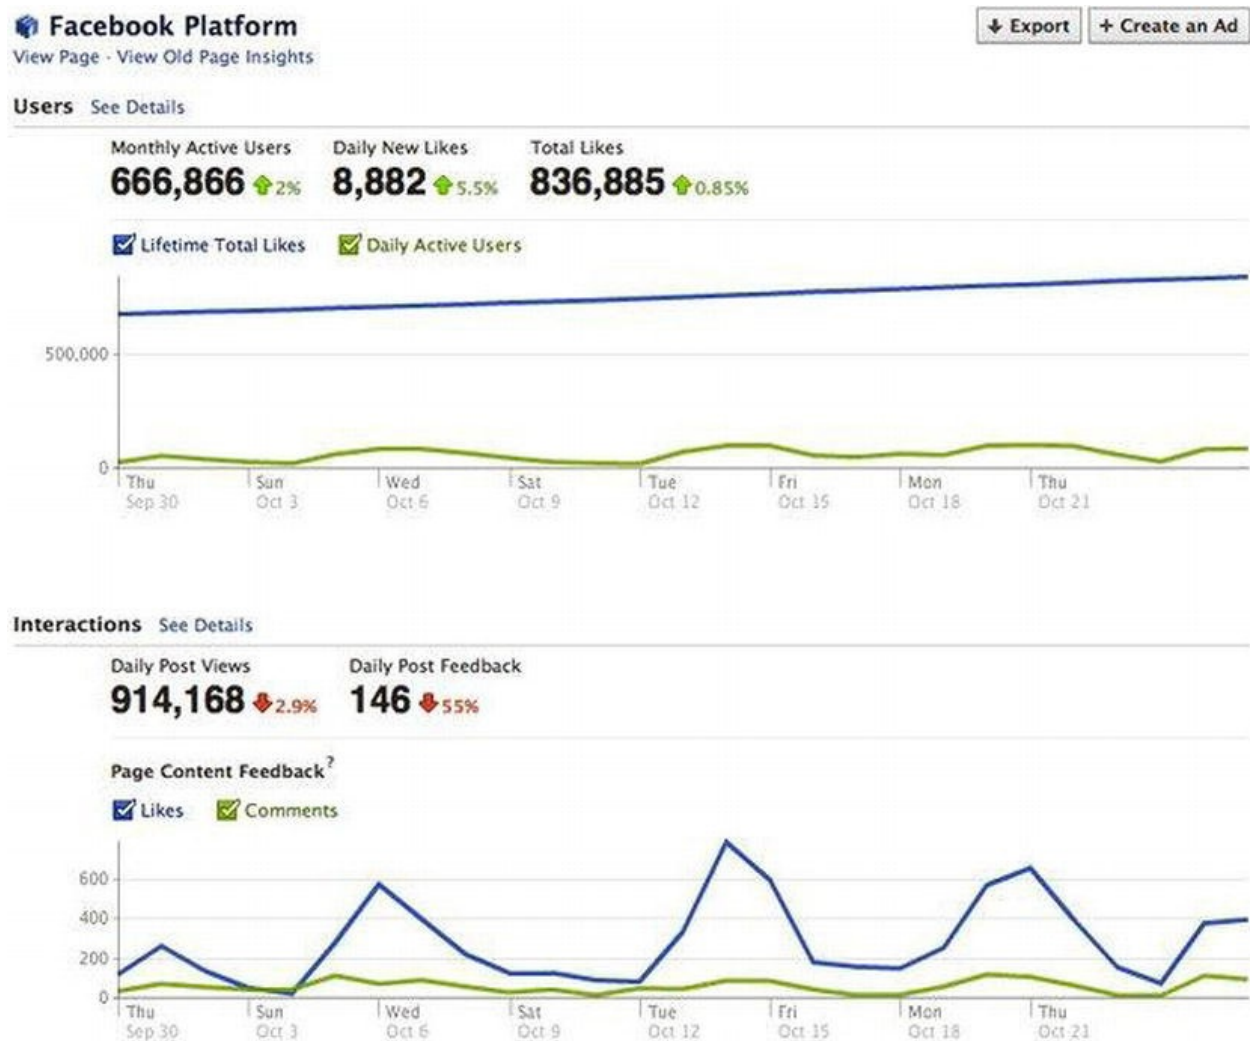 Facebook Platform
Export
+ Create an Ad
View Page · View Old Page Insights
Users See Details
Monthly Active Users Daily New Likes Total Likes
666,866 2% 8,882 5.5% 836,885 0.85%
Lifetime Total Likes Daily Active Users
500,000
0
Thu Sun Wed Sat Tue Fri Mon Thu
Sep 30 Oct 3 Oct 6 Oct 9 Oct 12 Oct 15 Oct 18 Oct 21
Interactions See Details
Daily Post Views Daily Post Feedback
914,168 2.9% 146 55%
Page Content Feedback?
Likes Comments
600
400
200
0
Thu Sun Wed Sat Tue Fri Mon Thu
Sep 30 Oct 3 Oct 6 Oct 9 Oct 12 Oct 15 Oct 18 Oct 21